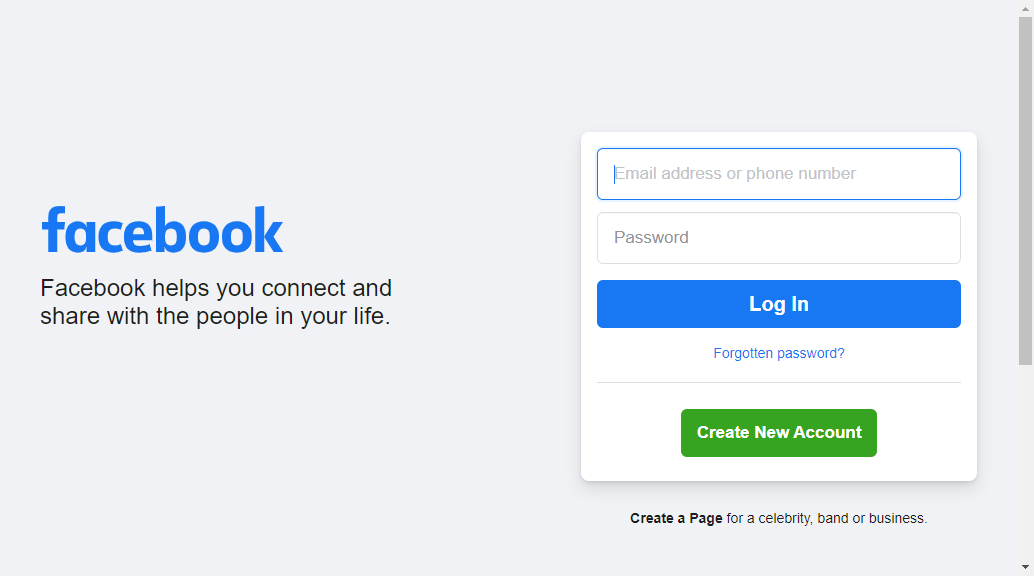 facebook
Facebook helps you connect and
share with the people in your life.
Email address or phone number
Password
Log In
Forgotten password?
Create New Account
Create a Page for a celebrity, band or business.